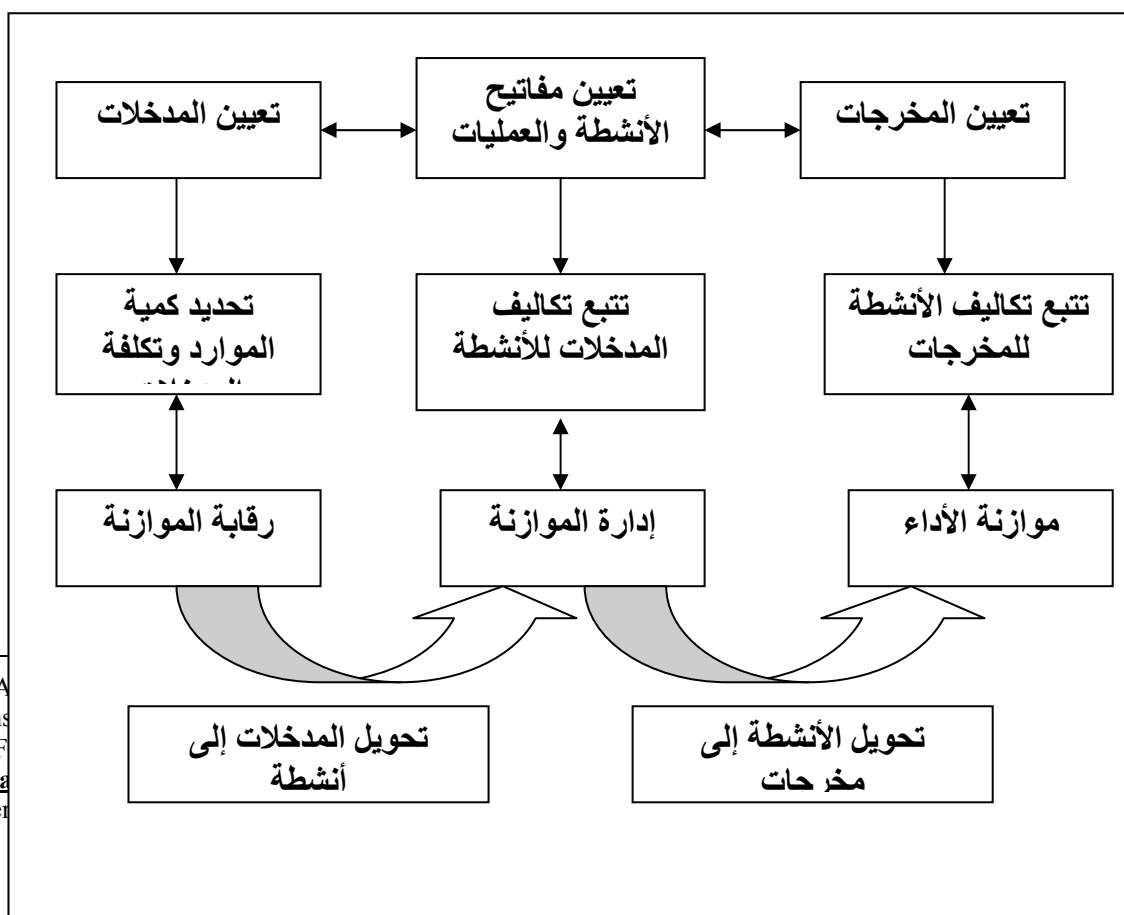 تعيين المخرجات
تعيين مفاتيح
الأنشطة والعمليات
تعيين المدخلات
تتبع تكاليف الأنشطة
للمخرجات
تتبع تكاليف
المدخلات للأنشطة
تحديد كمية
الموارد وتكلفة
موازنة الأداء
إدارة الموازنة
رقابة الموازنة
تحويل الأنشطة إلى
مخرجات
تحويل المدخلات إلى
أنشطة